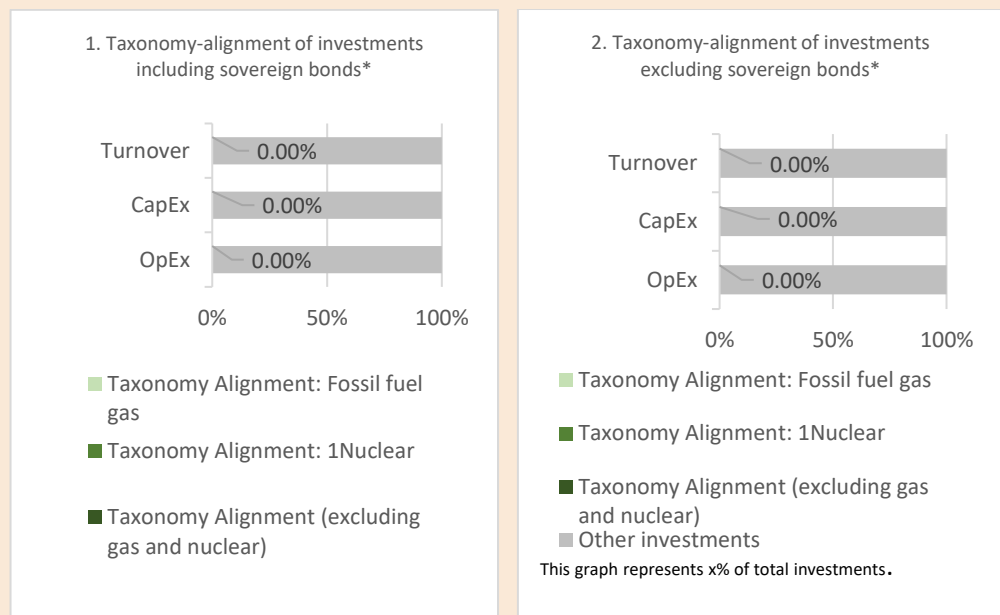 1. Taxonomy-alignment of investments
including sovereign bonds*
Turnover
0.00%
CapEx
0.00%
OpEx
0.00%
0%
50%
100%
Taxonomy Alignment: Fossil fuel
gas
Taxonomy Alignment: 1Nuclear
Taxonomy Alignment (excluding
gas and nuclear)
2. Taxonomy-alignment of investments
excluding sovereign bonds*
Turnover
0.00%
CapEx
0.00%
OpEx
0.00%
0%
50%
100%
Taxonomy Alignment: Fossil fuel gas
Taxonomy Alignment: 1Nuclear
Taxonomy Alignment (excluding gas
and nuclear)
Other investments
This graph represents x% of total investments.